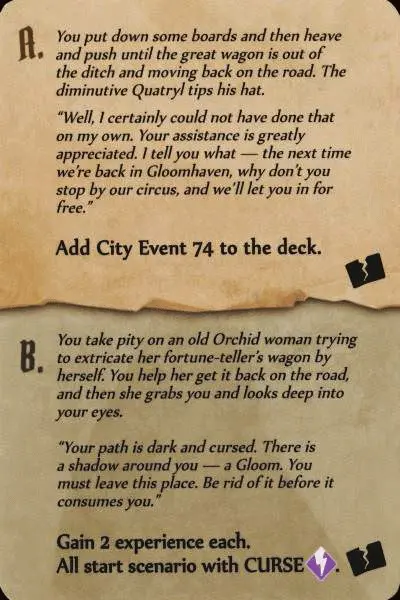 A. You put down some boards and then heave
and push until the great wagon is out of
the ditch and moving back on the road. The
diminutive Quatryl tips his hat.
“Well, I certainly could not have done that
on my own. Your assistance is greatly
appreciated. I tell you what — the next time
we’re back in Gloomhaven, why don’t you
stop by our circus, and we’ll let you in for
free.”
Add City Event 74 to the deck.
B. You take pity on an old Orchid woman trying
to extricate her fortune-teller’s wagon by
herself. You help her get it back on the road,
and then she grabs you and looks deep into
your eyes.
“Your path is dark and cursed. There is
a shadow around you — a Gloom. You
must leave this place. Be rid of it before it
consumes you.”
Gain 2 experience each.
All start scenario with CURSE.